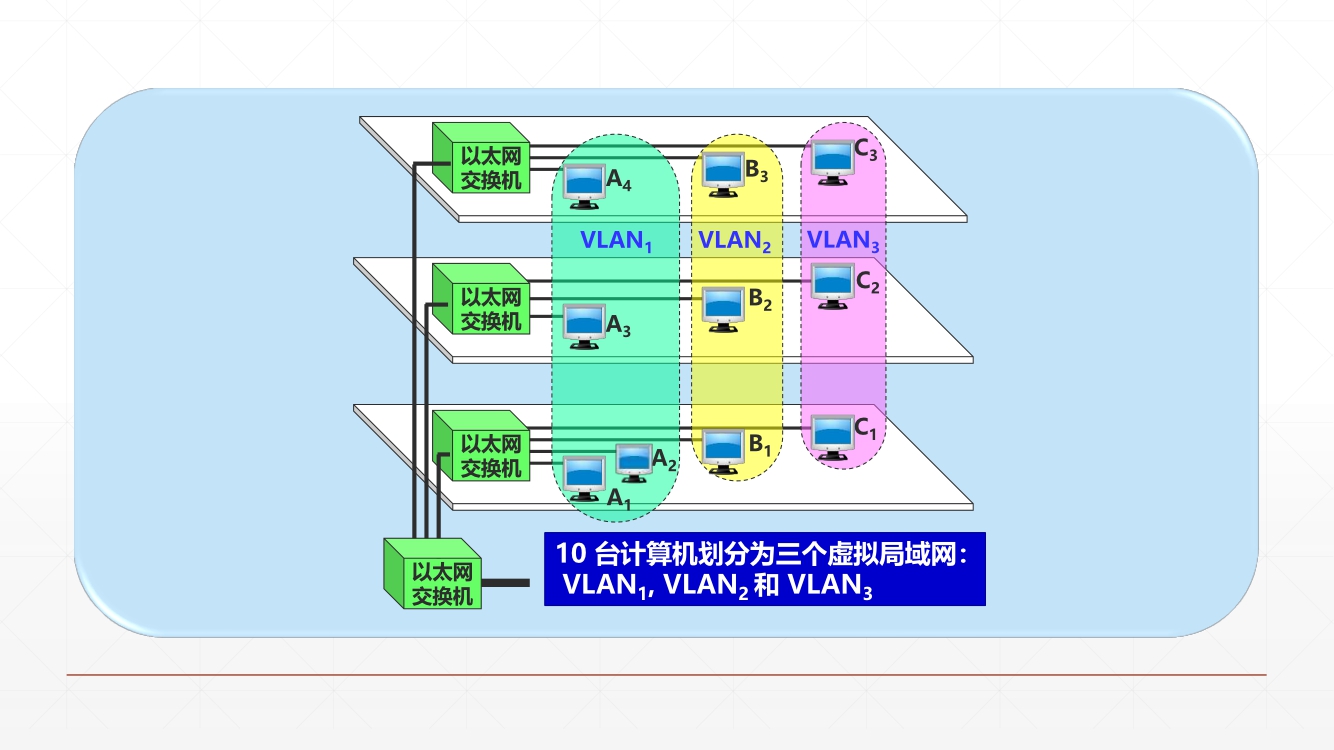 以太网
交换机
A₄
B₃
C₃
VLAN₁
VLAN₂
VLAN₃
以太网
交换机
A₃
B₂
C₂
以太网
交换机
A₂
A₁
B₁
C₁
以太网
交换机
10 台计算机划分为三个虚拟局域网：
VLAN₁, VLAN₂ 和 VLAN₃